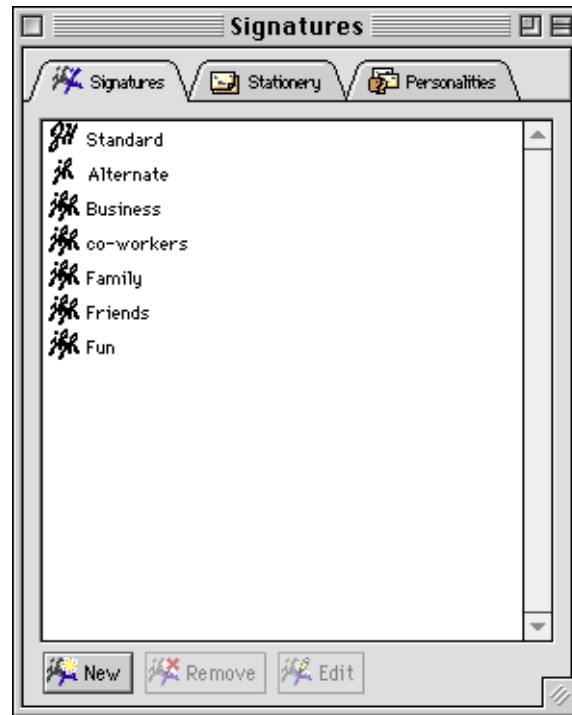 Signatures
Signatures Stationery Personalities
Standard
Alternate
Business
co-workers
Family
Friends
Fun
New Remove Edit